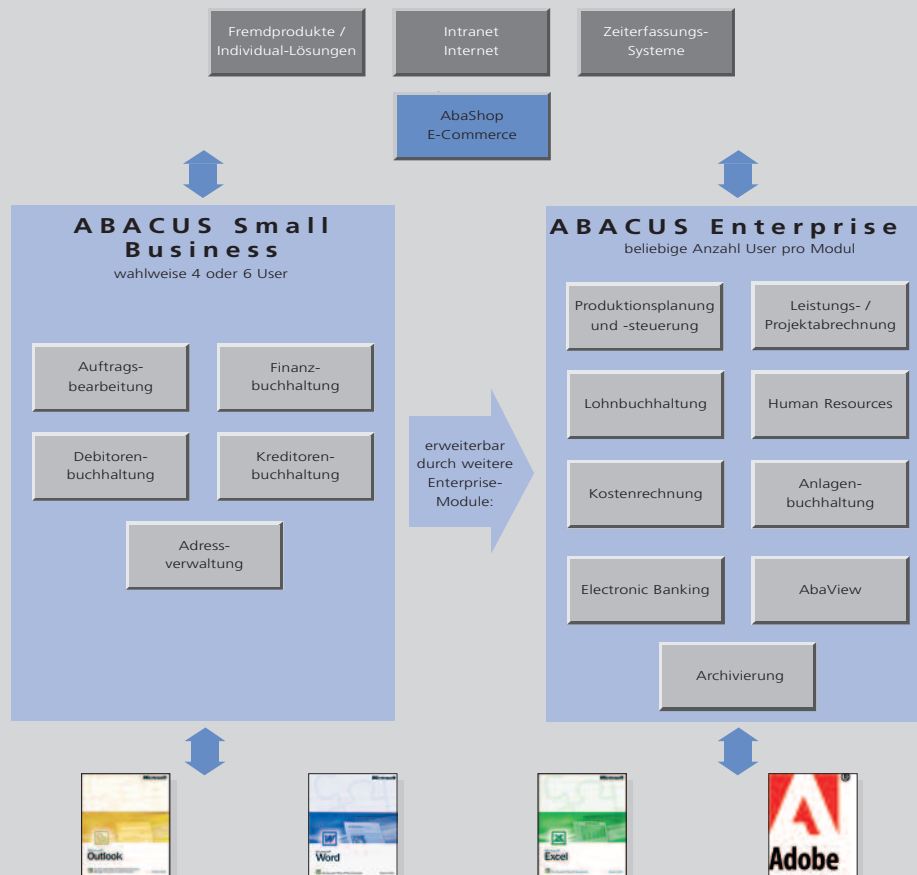 Fremdprodukte /
Individual-Lösungen
Intranet
Internet
Zeiterfassungs-
Systeme
AbaShop
E-Commerce
ABACUS Small
Business
wahlweise 4 oder 6 User
Auftrags-
bearbeitung
Finanz-
buchhaltung
Debitoren-
buchhaltung
Kreditoren-
buchhaltung
Adress-
verwaltung
erweiterbar
durch weitere
Enterprise-
Module:
ABACUS Enterprise
beliebige Anzahl User pro Modul
Produktionsplanung
und -steuerung
Leistungs- /
Projektabrechnung
Lohnbuchhaltung
Human Resources
Kostenrechnung
Anlagen-
buchhaltung
Electronic Banking
AbaView
Archivierung
Microsoft
Outlook
Microsoft
Word
Microsoft
Excel
Adobe